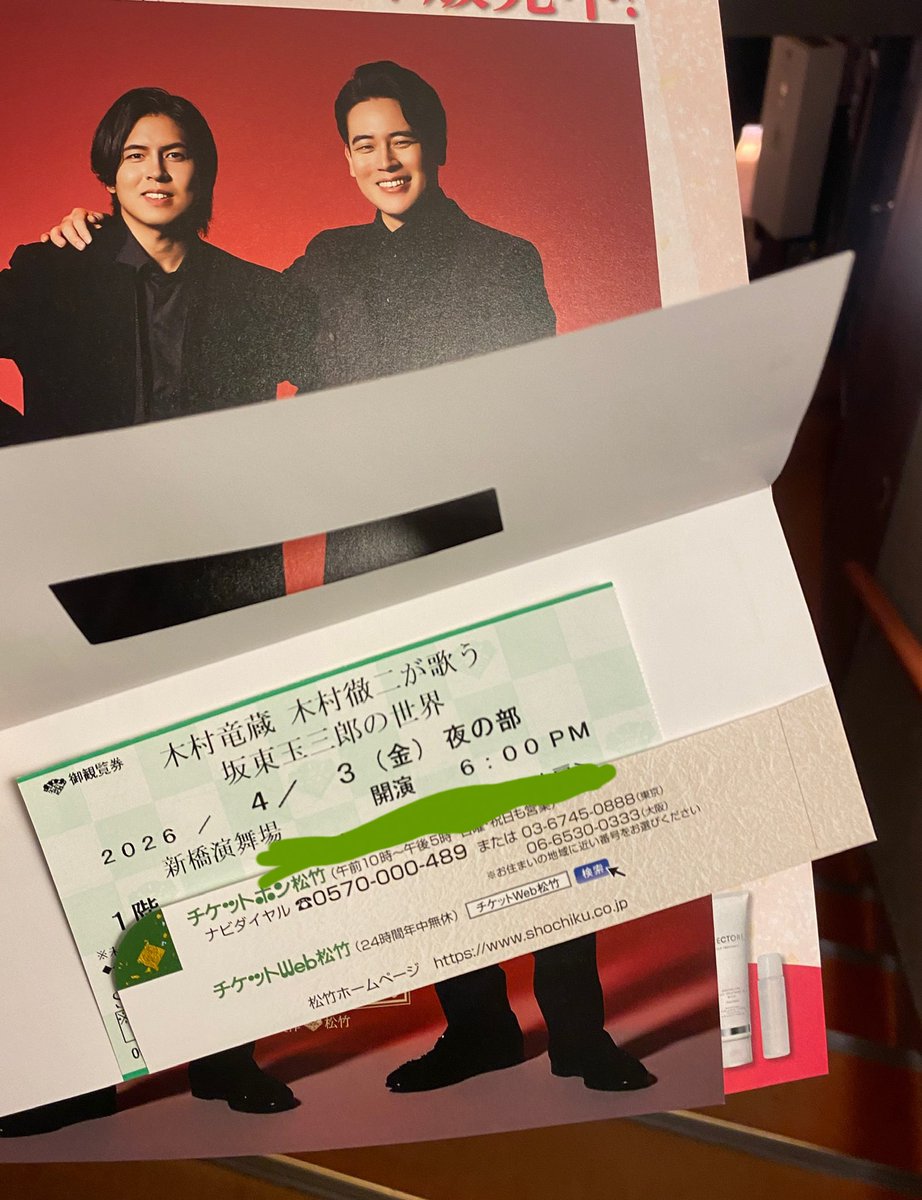 御観覧券
木村竜蔵 木村徹二が歌う
坂東玉三郎の世界
2026 / 4 / 3 (金) 夜の部
新橋演舞場 開演 6:00 PM
1階
チケットホン松竹 (午前10時〜午後5時 日曜・祝日も営業)
ナビダイヤル ☎0570-000-489 または 03-6745-0888(東京)
06-6530-0333(大阪)
※お住まいの地域に近い番号をお選びください
チケットWeb松竹 (24時間年中無休) チケットWeb松竹 検索
松竹ホームページ https://www.shochiku.co.jp
松竹